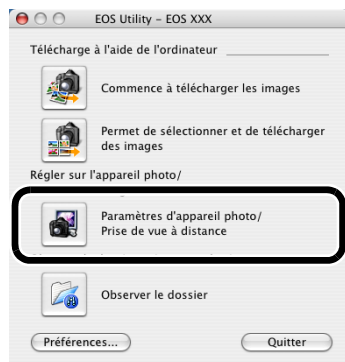 EOS Utility – EOS XXX
Télécharge à l'aide de l'ordinateur
Commence à télécharger les images
Permet de sélectionner et de télécharger
des images
Régler sur l'appareil photo/
Paramètres d'appareil photo/
Prise de vue à distance
Observer le dossier
Préférences...
Quitter